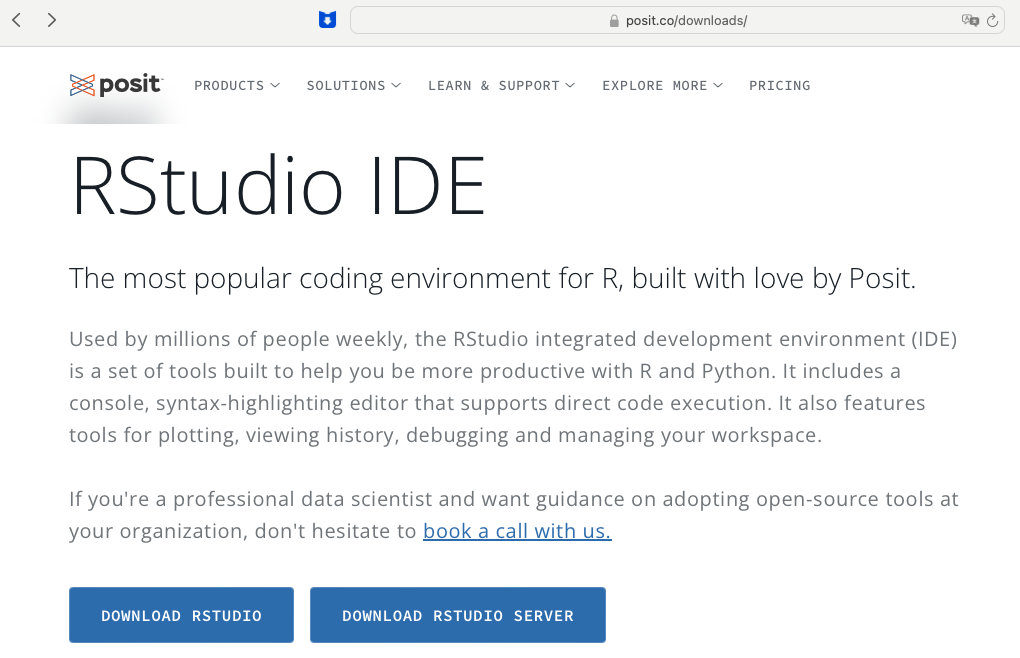 posit.co/downloads/
posit
PRODUCTS SOLUTIONS LEARN & SUPPORT EXPLORE MORE PRICING
RStudio IDE
The most popular coding environment for R, built with love by Posit.
Used by millions of people weekly, the RStudio integrated development environment (IDE)
is a set of tools built to help you be more productive with R and Python. It includes a
console, syntax-highlighting editor that supports direct code execution. It also features
tools for plotting, viewing history, debugging and managing your workspace.
If you're a professional data scientist and want guidance on adopting open-source tools at
your organization, don't hesitate to book a call with us.
DOWNLOAD RSTUDIO DOWNLOAD RSTUDIO SERVER